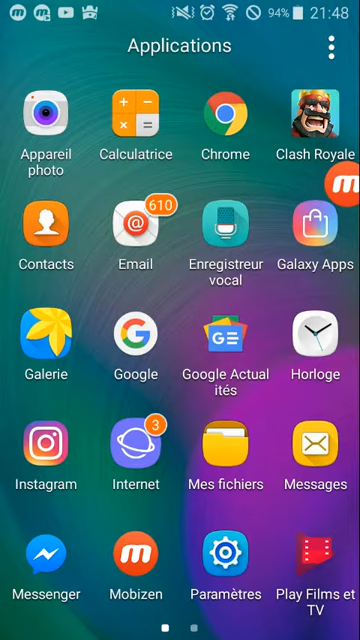 94% 21:48
Applications
Appareil photo
Calculatrice
Chrome
Clash Royale
610
Contacts
Email
Enregistreur vocal
Galaxy Apps
Galerie
Google
Google Actual
ités
Horloge
3
Instagram
Internet
Mes fichiers
Messages
Messenger
Mobizen
Paramètres
Play Films et
TV